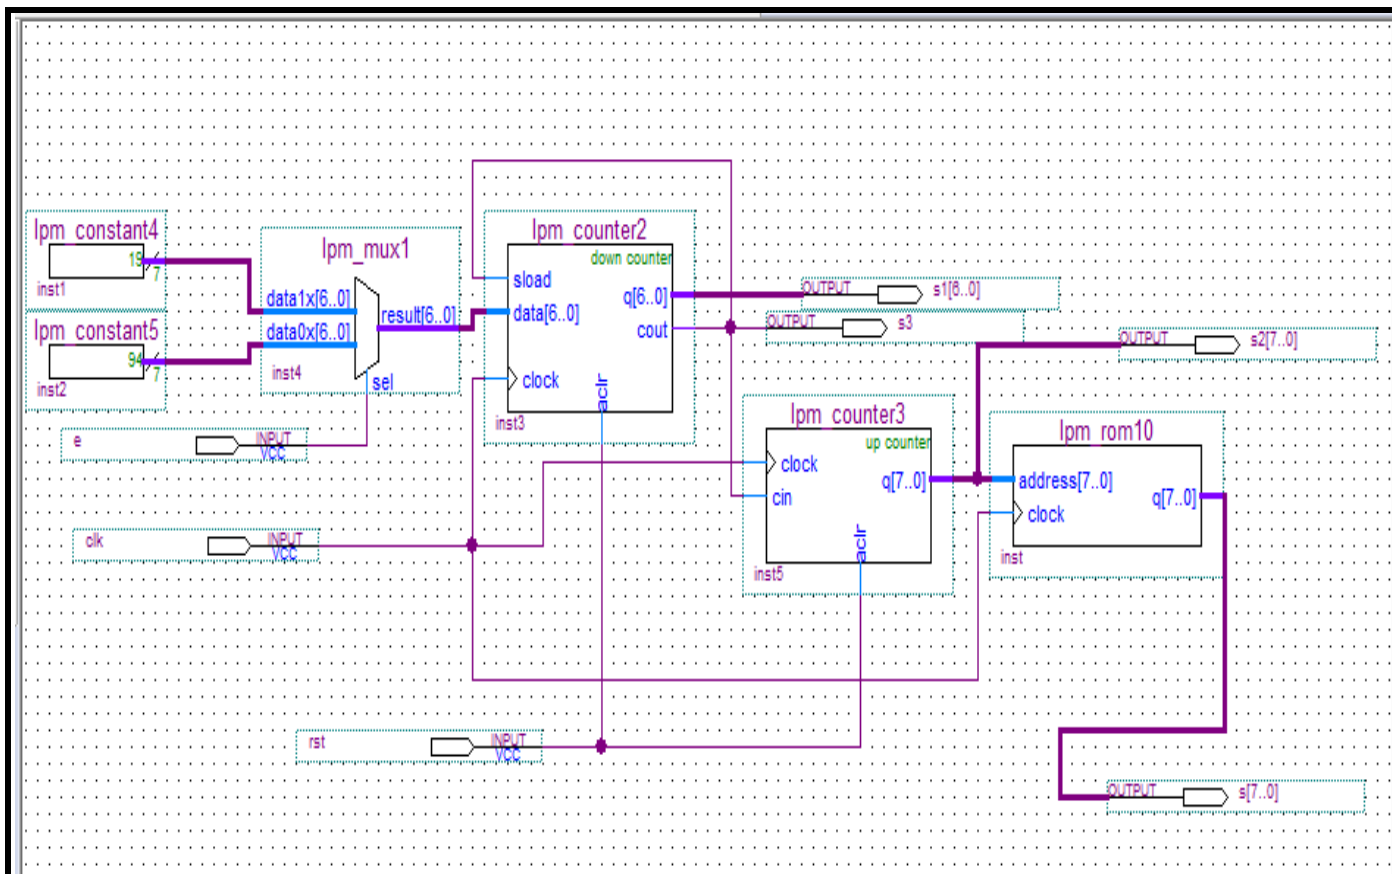 lpm_constant4
19
7
inst1
lpm_constant5
94
7
inst2
lpm_mux1
data1x[6..0]
data0x[6..0]
result[6..0]
inst4
sel
lpm_counter2
down counter
sload
data[6..0]
q[6..0]
cout
clock
aclr
inst3
OUTPUT
s1[6..0]
OUTPUT
s3
OUTPUT
s2[7..0]
lpm_counter3
up counter
clock
cin
q[7..0]
aclr
inst5
lpm_rom10
address[7..0]
q[7..0]
clock
inst
e
INPUT
VCC
clk
INPUT
VCC
rst
INPUT
VCC
OUTPUT
s[7..0]